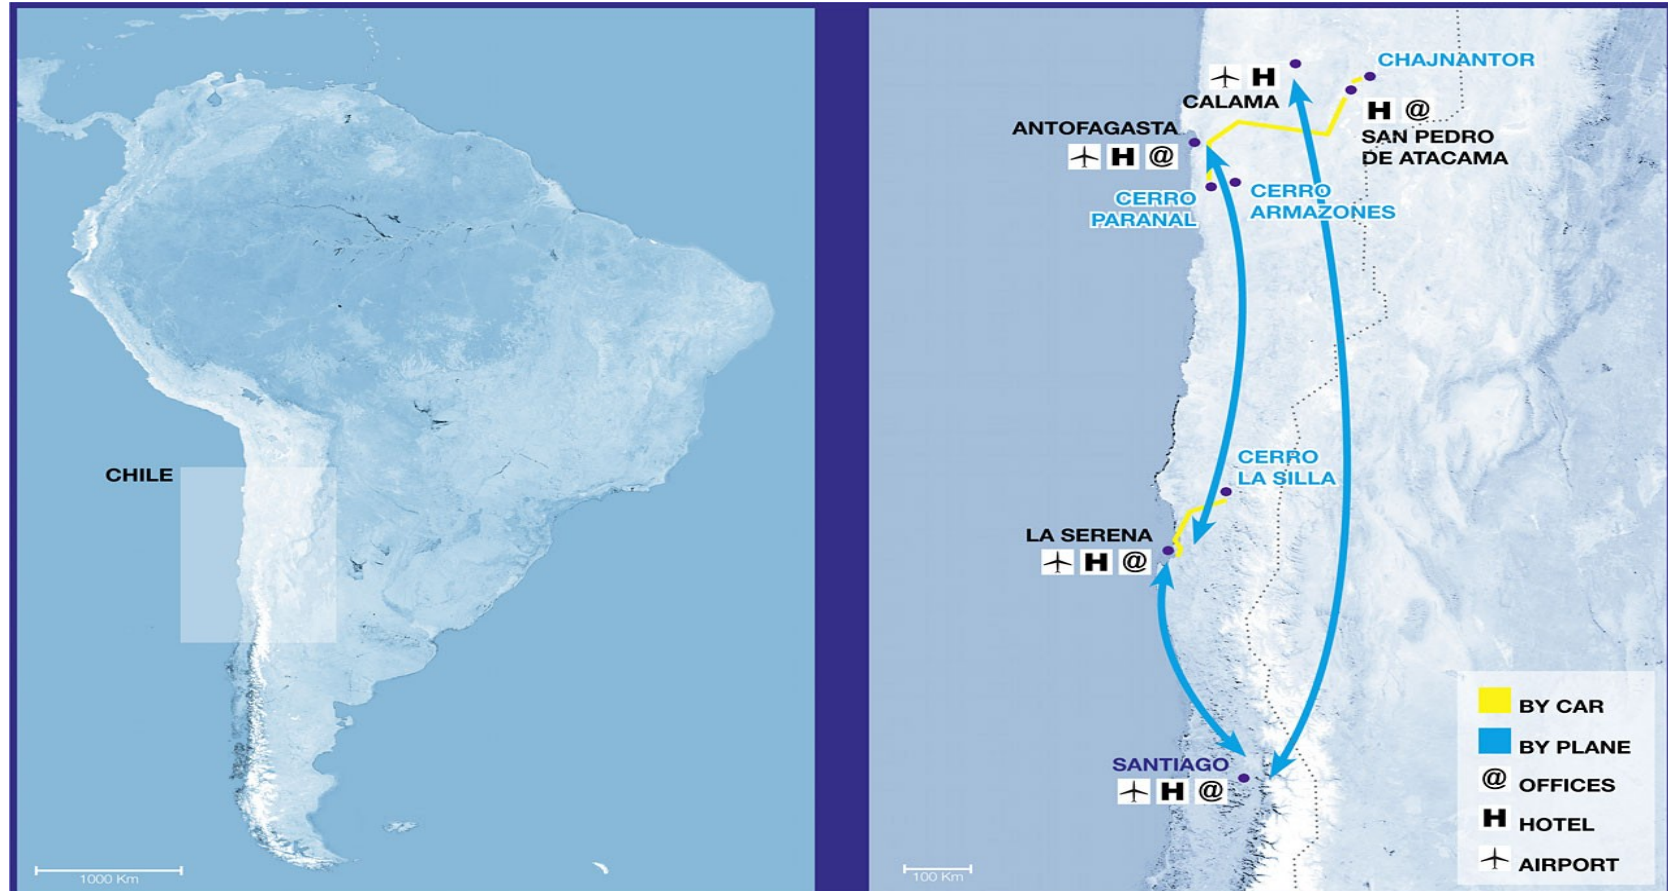 CHILE
1000 Km
CHAJNANTOR
H
CALAMA
H @
SAN PEDRO
DE ATACAMA
ANTOFAGASTA
H @
CERRO
PARANAL
CERRO
ARMAZONES
CERRO
LA SILLA
LA SERENA
H @
SANTIAGO
H @
100 Km
BY CAR
BY PLANE
@ OFFICES
H HOTEL
AIRPORT